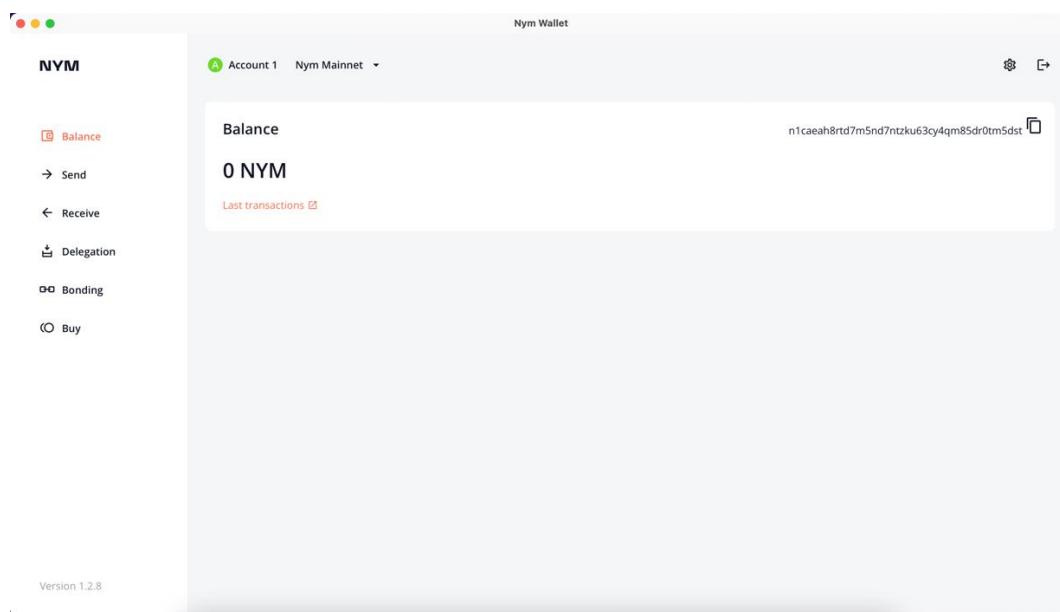 Nym Wallet
NYM
A Account 1 Nym Mainnet
Balance
Send
Receive
Delegation
Bonding
Buy
Version 1.2.8
Balance
n1caeah8rtd7m5nd7ntzku63cy4qm85dr0tm5dst
0 NYM
Last transactions